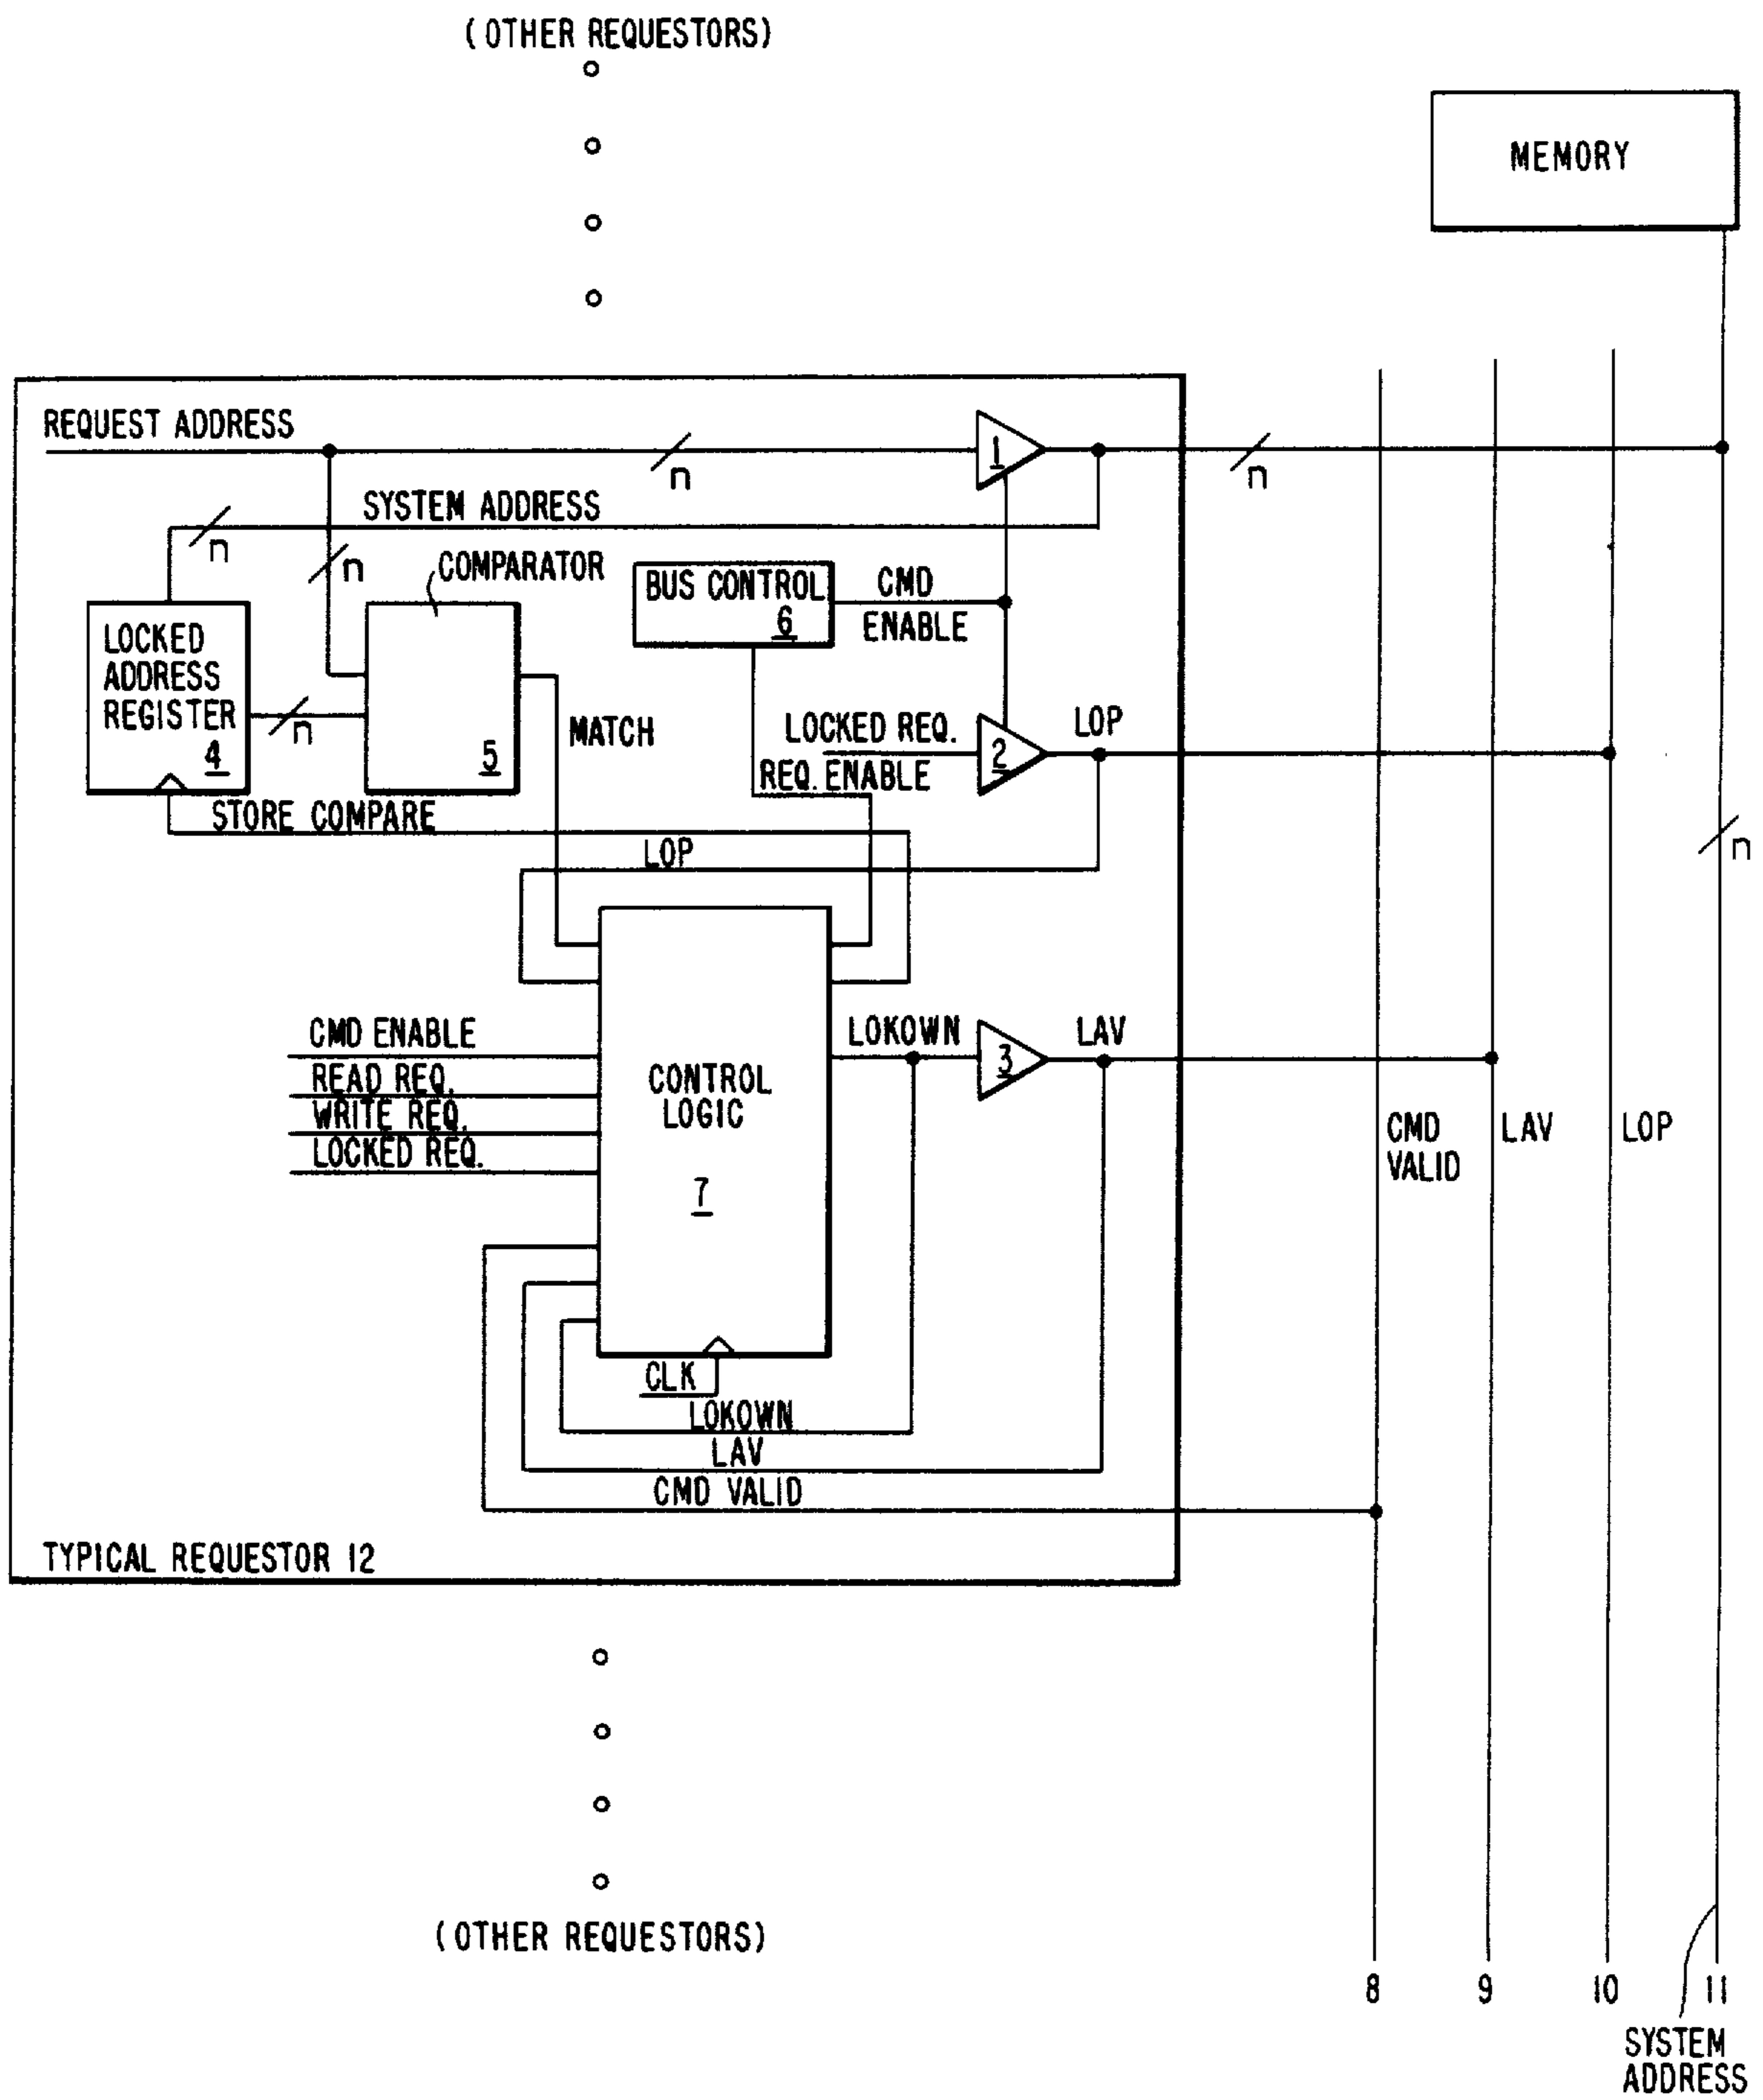 (OTHER REQUESTORS)
MEMORY
REQUEST ADDRESS
1
n
n
SYSTEM ADDRESS
n
n
COMPARATOR
BUS CONTROL
6
CMD
ENABLE
LOCKED
ADDRESS
REGISTER
4
n
5
MATCH
LOCKED REQ.
REQ. ENABLE
2
LOP
STORE COMPARE
LOP
n
CMD ENABLE
READ REQ.
WRITE REQ.
LOCKED REQ.
CONTROL
LOGIC
7
LOKOWN
3
LAV
CMD
VALID
LAV
LOP
CLK
LOKOWN
LAV
CMD VALID
TYPICAL REQUESTOR 12
(OTHER REQUESTORS)
8
9
10
11
SYSTEM
ADDRESS